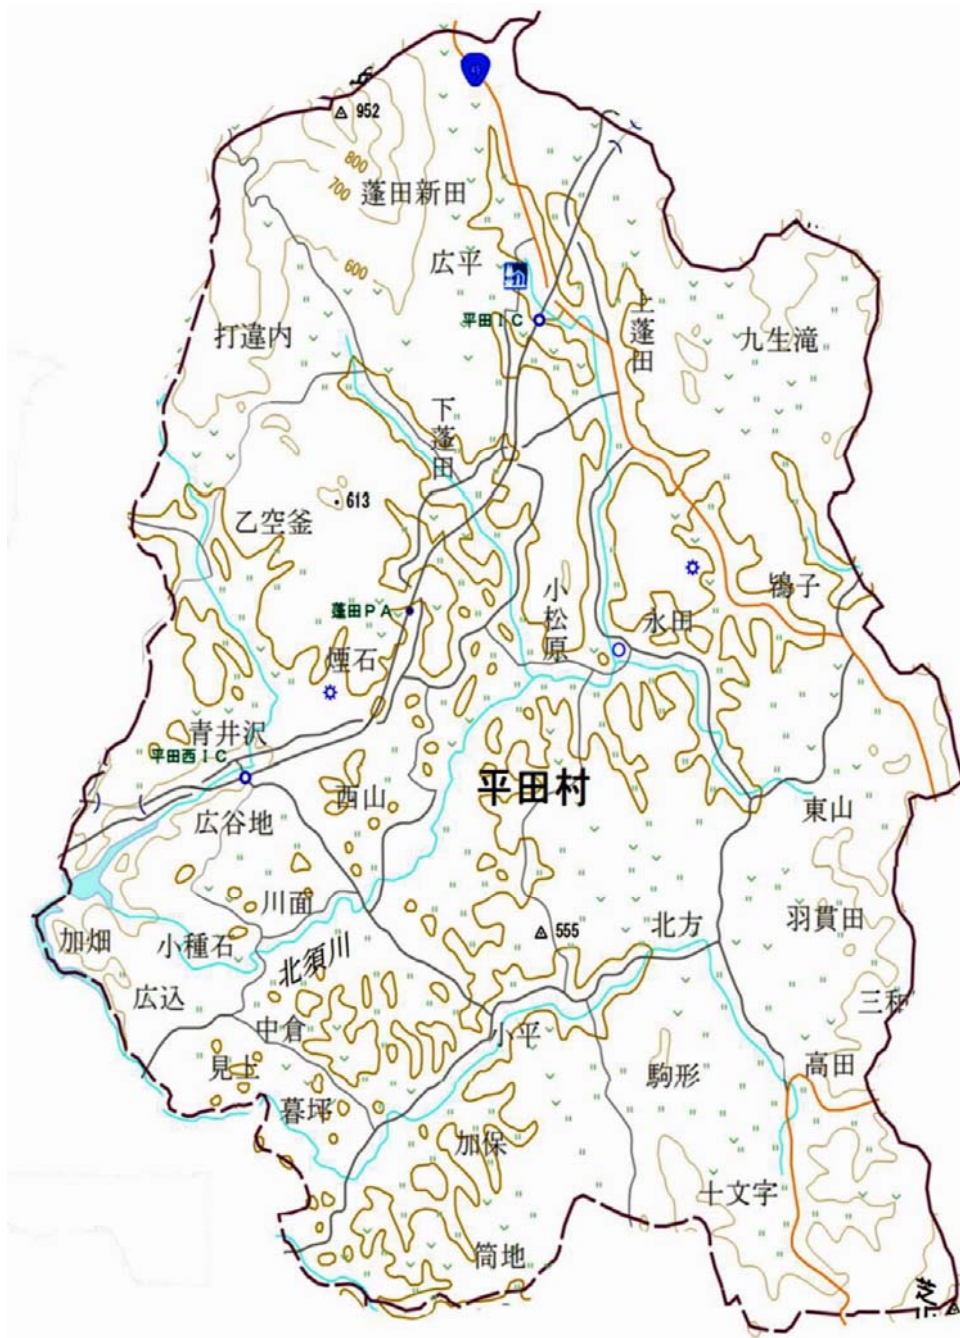 952
800
700
蓬田新田
600
広平
平田IC
上蓬田
打違内
九生滝
下蓬田
613
乙空釜
鴇子
小松原
蓬田PA
永田
煙石
青井沢
平田西IC
西山
平田村
広谷地
東山
川面
羽貫田
北方
加畑
小種石
555
北須川
広込
三和
中倉
小平
見上
駒形
高田
暮坪
加保
十文字
筒地